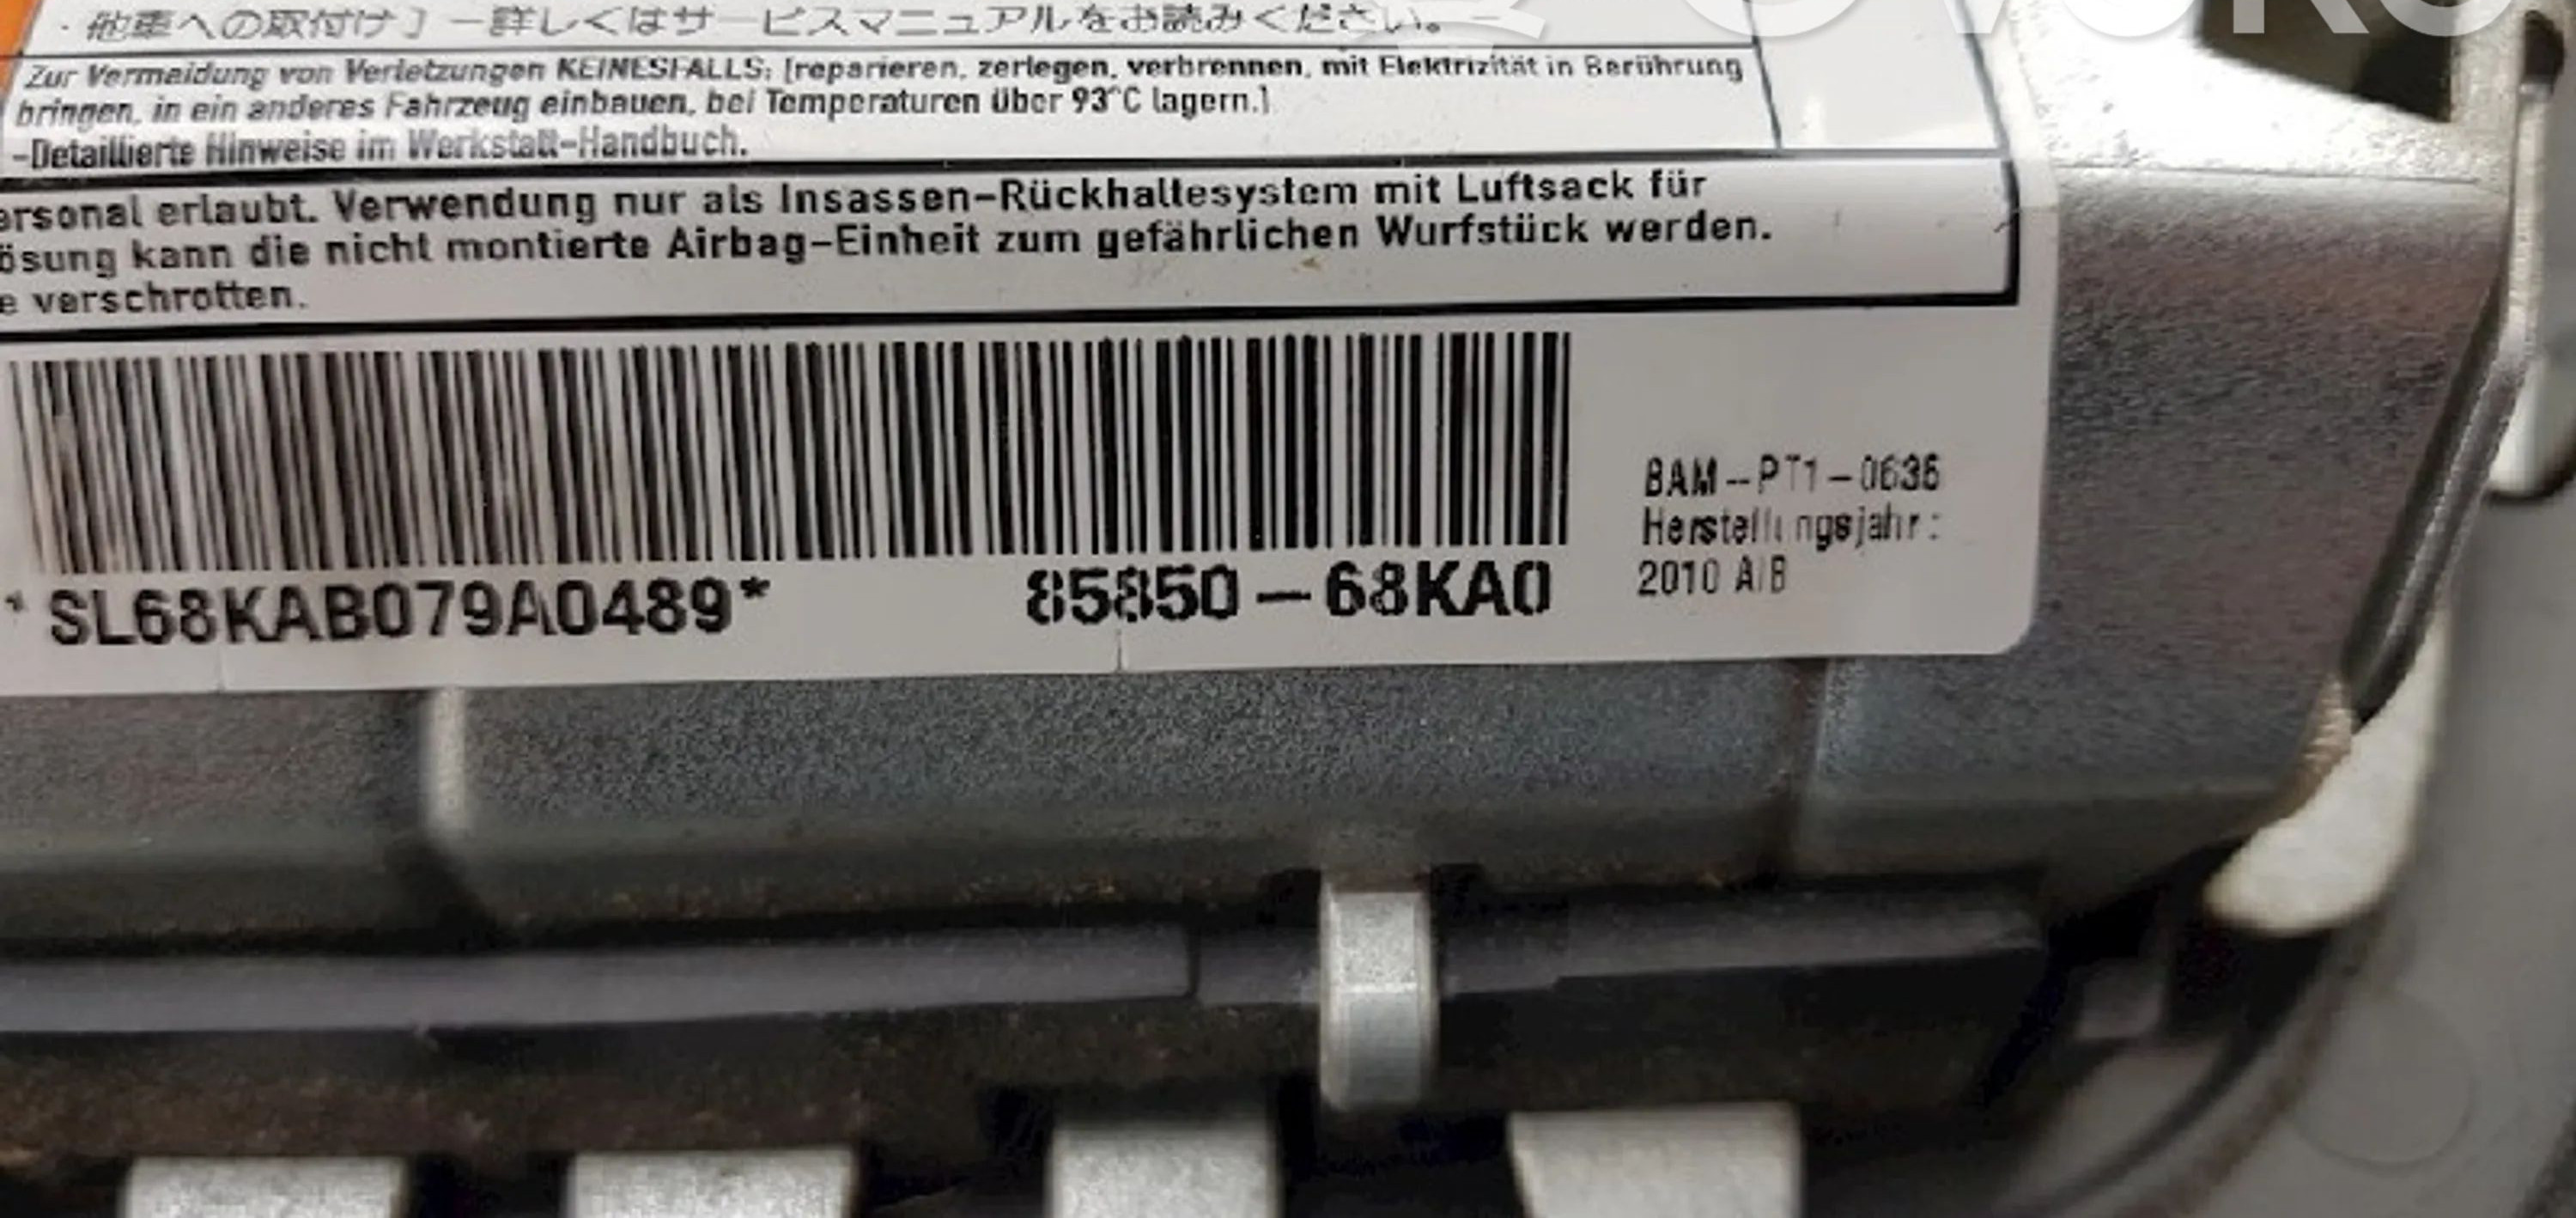 ・他車への取付け] ー詳しくはサービスマニュアルをお読みください。
Zur Vermeidung von Verletzungen KEINESFALLS: [reparieren, zerlegen, verbrennen, mit Elektrizität in Berührung
bringen, in ein anderes Fahrzeug einbauen, bei Temperaturen über 93°C lagern.]
-Detaillierte Hinweise im Werkstatt-Handbuch.
ersonal erlaubt. Verwendung nur als Insassen-Rückhaltesystem mit Luftsack für
ösung kann die nicht montierte Airbag-Einheit zum gefährlichen Wurfstück werden.
e verschrotten.
BAM-PT1-0636
Herstellungsjahr:
2010 A/B
*SL68KAB079A0489* 85850-68KA0